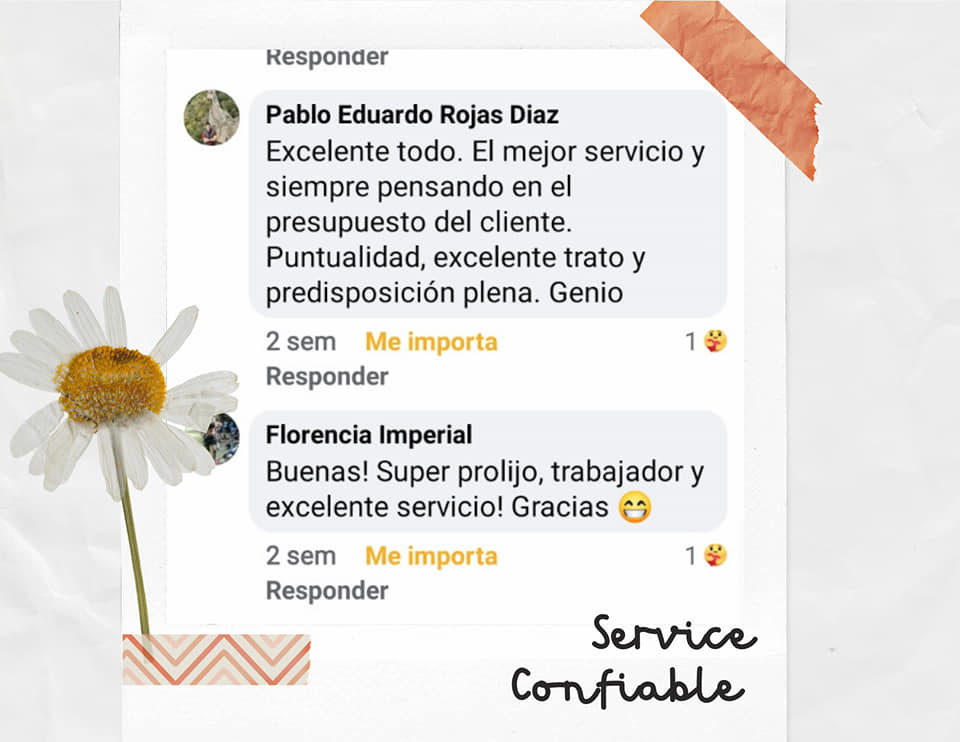 Responder
Pablo Eduardo Rojas Diaz
Excelente todo. El mejor servicio y
siempre pensando en el
presupuesto del cliente.
Puntualidad, excelente trato y
predisposición plena. Genio
2 sem Me importa 1
Responder
Florencia Imperial
Buenas! Super prolijo, trabajador y
excelente servicio! Gracias 😁
2 sem Me importa 1
Responder
Service
Confiable